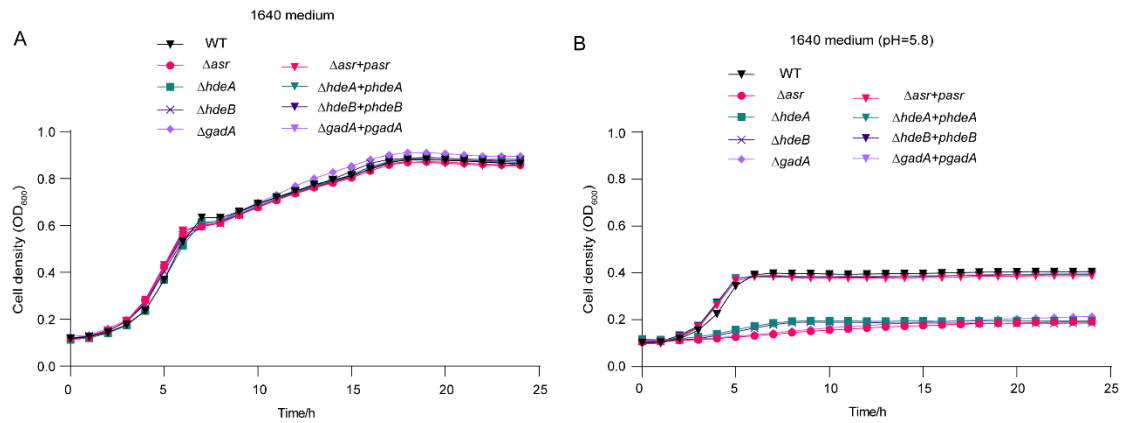 A
1640 medium
WT
Δasr
ΔhdeA
ΔhdeB
ΔgadA
Δasr+pasr
ΔhdeA+phdeA
ΔhdeB+phdeB
ΔgadA+pgadA
Cell density (OD600)
1.0
0.8
0.6
0.4
0.2
0.0
0 5 10 15 20 25
Time/h
B
1640 medium (pH=5.8)
WT
Δasr
ΔhdeA
ΔhdeB
ΔgadA
Δasr+pasr
ΔhdeA+phdeA
ΔhdeB+phdeB
ΔgadA+pgadA
Cell density (OD600)
1.0
0.8
0.6
0.4
0.2
0.0
0 5 10 15 20 25
Time/h